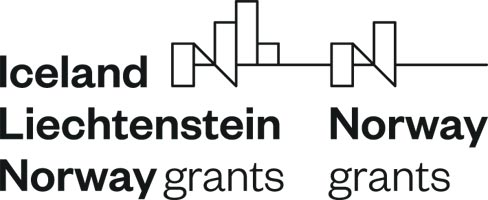 Iceland
Liechtenstein
Norway grants
Norway
grants